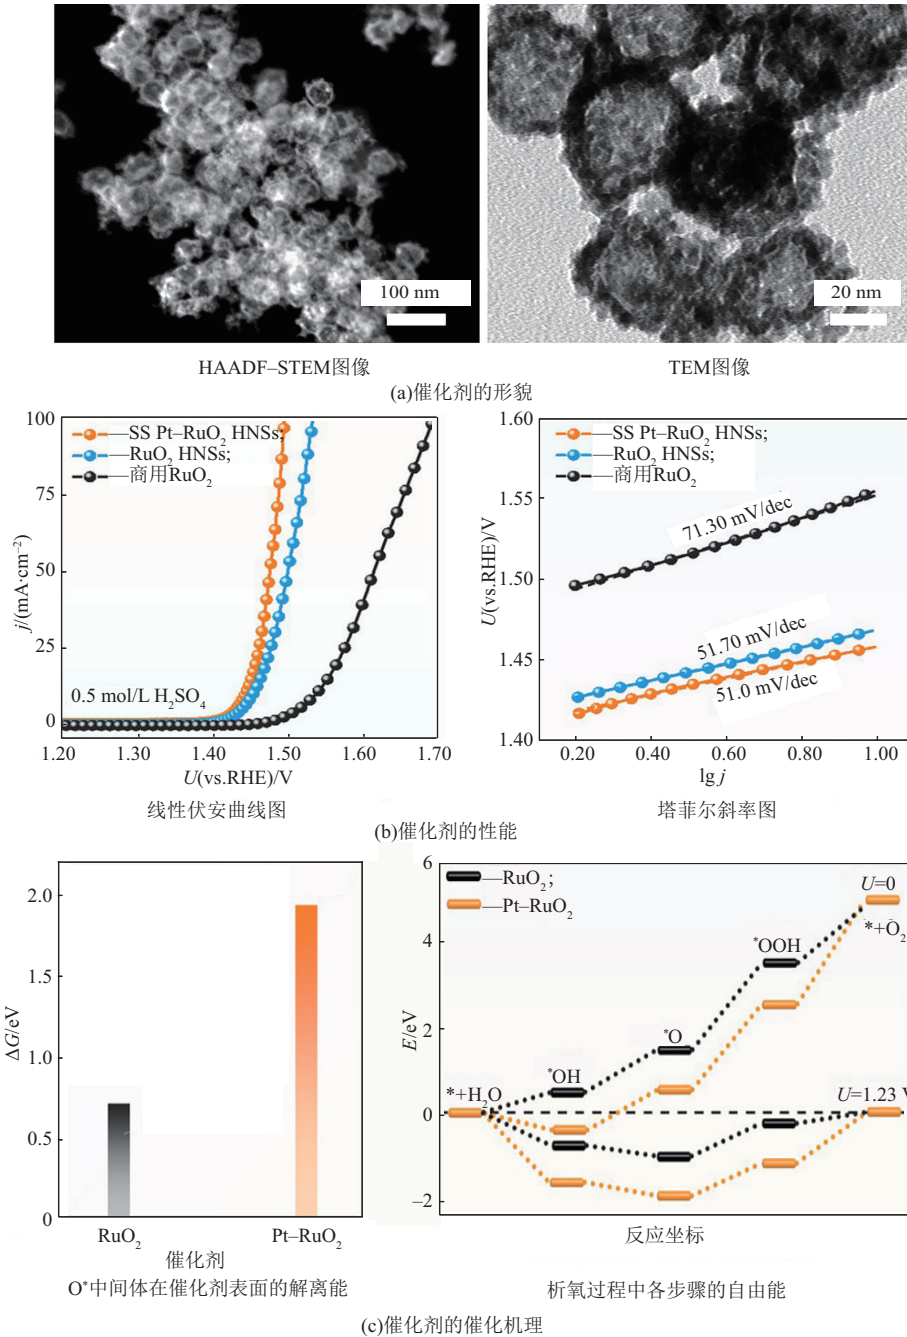 100 nm
20 nm
HAADF–STEM图像
TEM图像
(a)催化剂的形貌
100
75
50
25
0
j/(mA·cm⁻²)
—SS Pt–RuO₂ HNSs;
—RuO₂ HNSs;
—商用RuO₂
0.5 mol/L H₂SO₄
1.20
1.30
1.40
1.50
1.60
1.70
U(vs.RHE)/V
线性伏安曲线图
1.60
1.55
1.50
1.45
1.40
U(vs.RHE)/V
—SS Pt–RuO₂ HNSs;
—RuO₂ HNSs;
—商用RuO₂
71.30 mV/dec
51.70 mV/dec
51.0 mV/dec
0.20
0.40
0.60
0.80
1.00
lg j
塔菲尔斜率图
(b)催化剂的性能
2.0
1.5
1.0
0.5
0
ΔG/eV
RuO₂
Pt–RuO₂
催化剂
O*中间体在催化剂表面的解离能
6
4
2
0
–2
E/eV
—RuO₂;
—Pt–RuO₂
U=0
*+O₂
*OOH
*O
*OH
*+H₂O
U=1.23 V
反应坐标
析氧过程中各步骤的自由能
(c)催化剂的催化机理